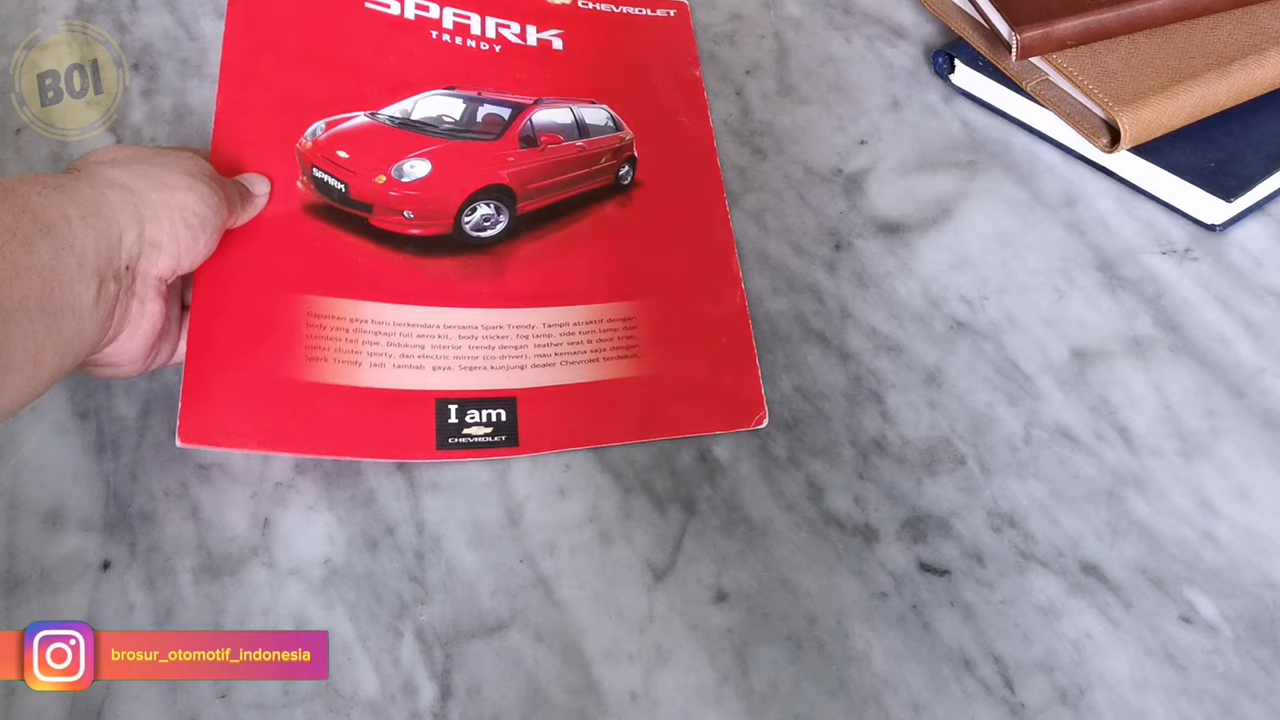 BOI
CHEVROLET
SPARK
TRENDY
SPARK
Dapatkan gaya baru berkendara bersama Spark Trendy. Tampil atraktif dengan
body yang dilengkapi full aero kit, body sticker, fog lamp, side turn lamp dan
stainless tail pipe. Didukung interior trendy dengan leather seat & door trim,
meter cluster sporty, dan electric mirror (co-driver), mau kemana saja dengan
Spark Trendy jadi tambah gaya. Segera kunjungi dealer Chevrolet terdekat.
I am
CHEVROLET
brosur_otomotif_indonesia